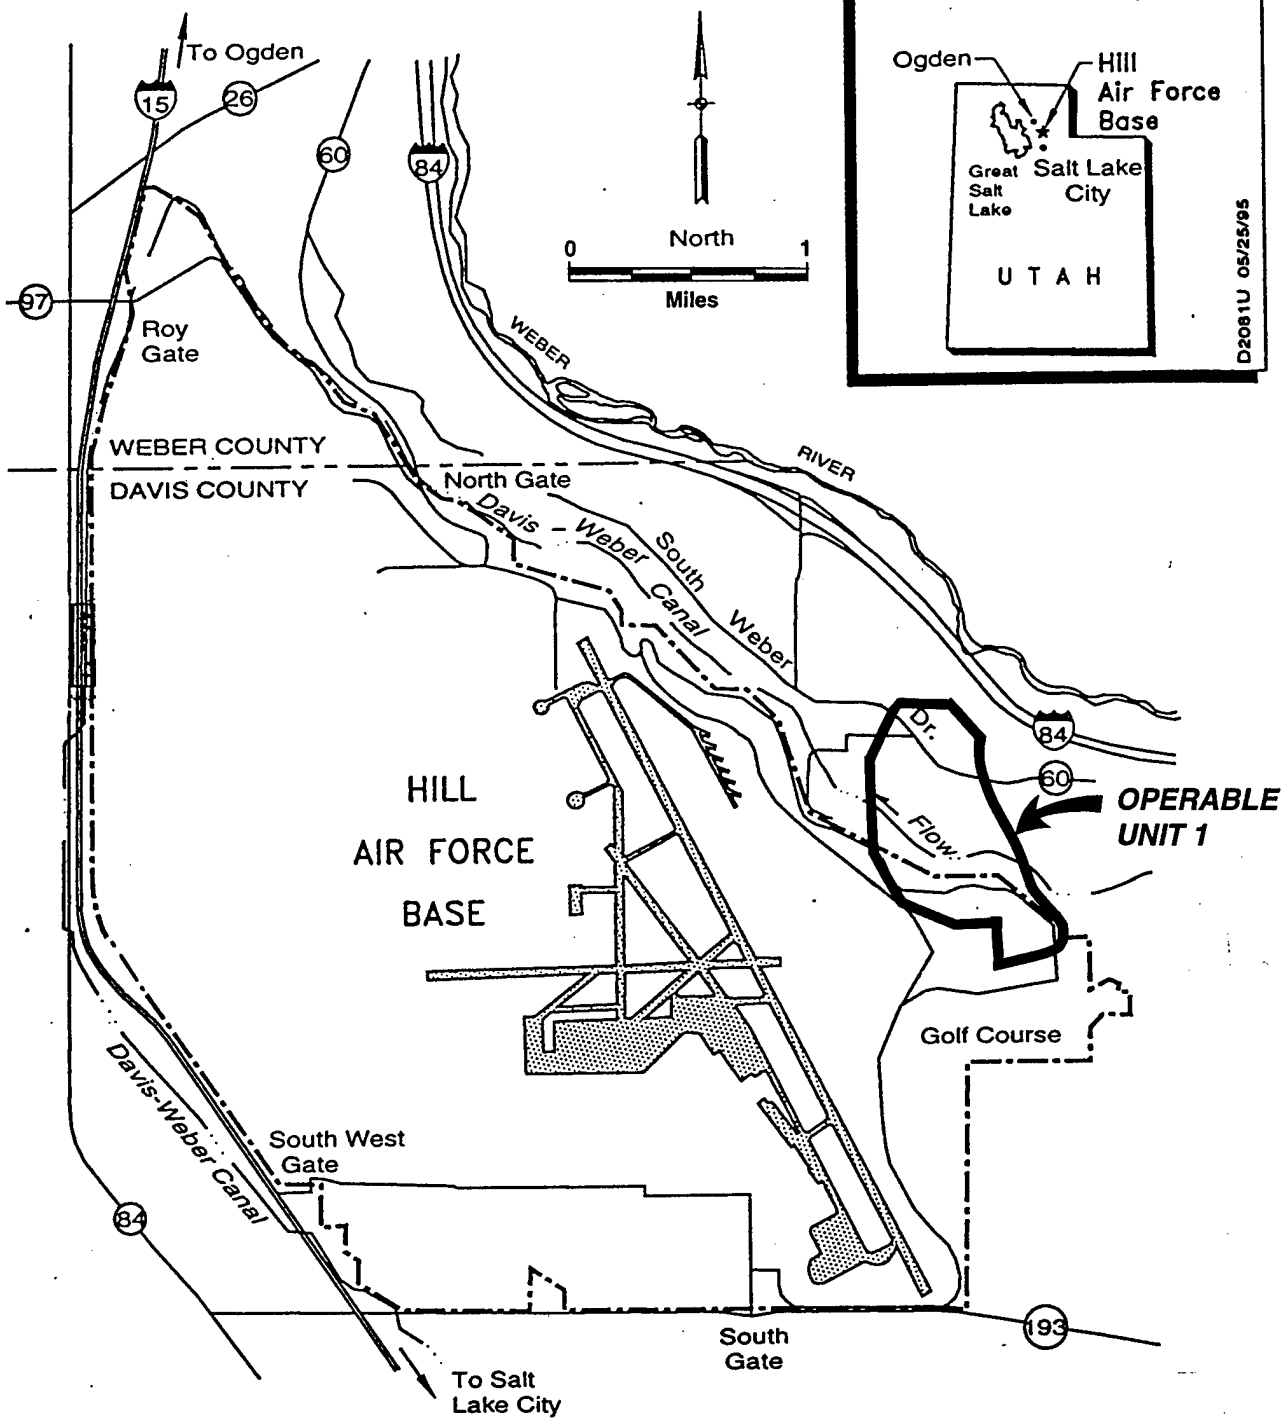 To Ogden
15
26
60
84
Ogden
Hill
Air Force
Base
Great
Salt
Lake
Salt Lake
City
UTAH
D2081U 05/25/95
0
North
1
Miles
97
Roy
Gate
WEBER
RIVER
WEBER COUNTY
DAVIS COUNTY
North Gate
Davis - Weber
Canal
South
Weber
Dr.
84
60
OPERABLE
UNIT 1
Flow
HILL
AIR FORCE
BASE
Golf Course
Davis-Weber Canal
South West
Gate
84
South
Gate
193
To Salt
Lake City